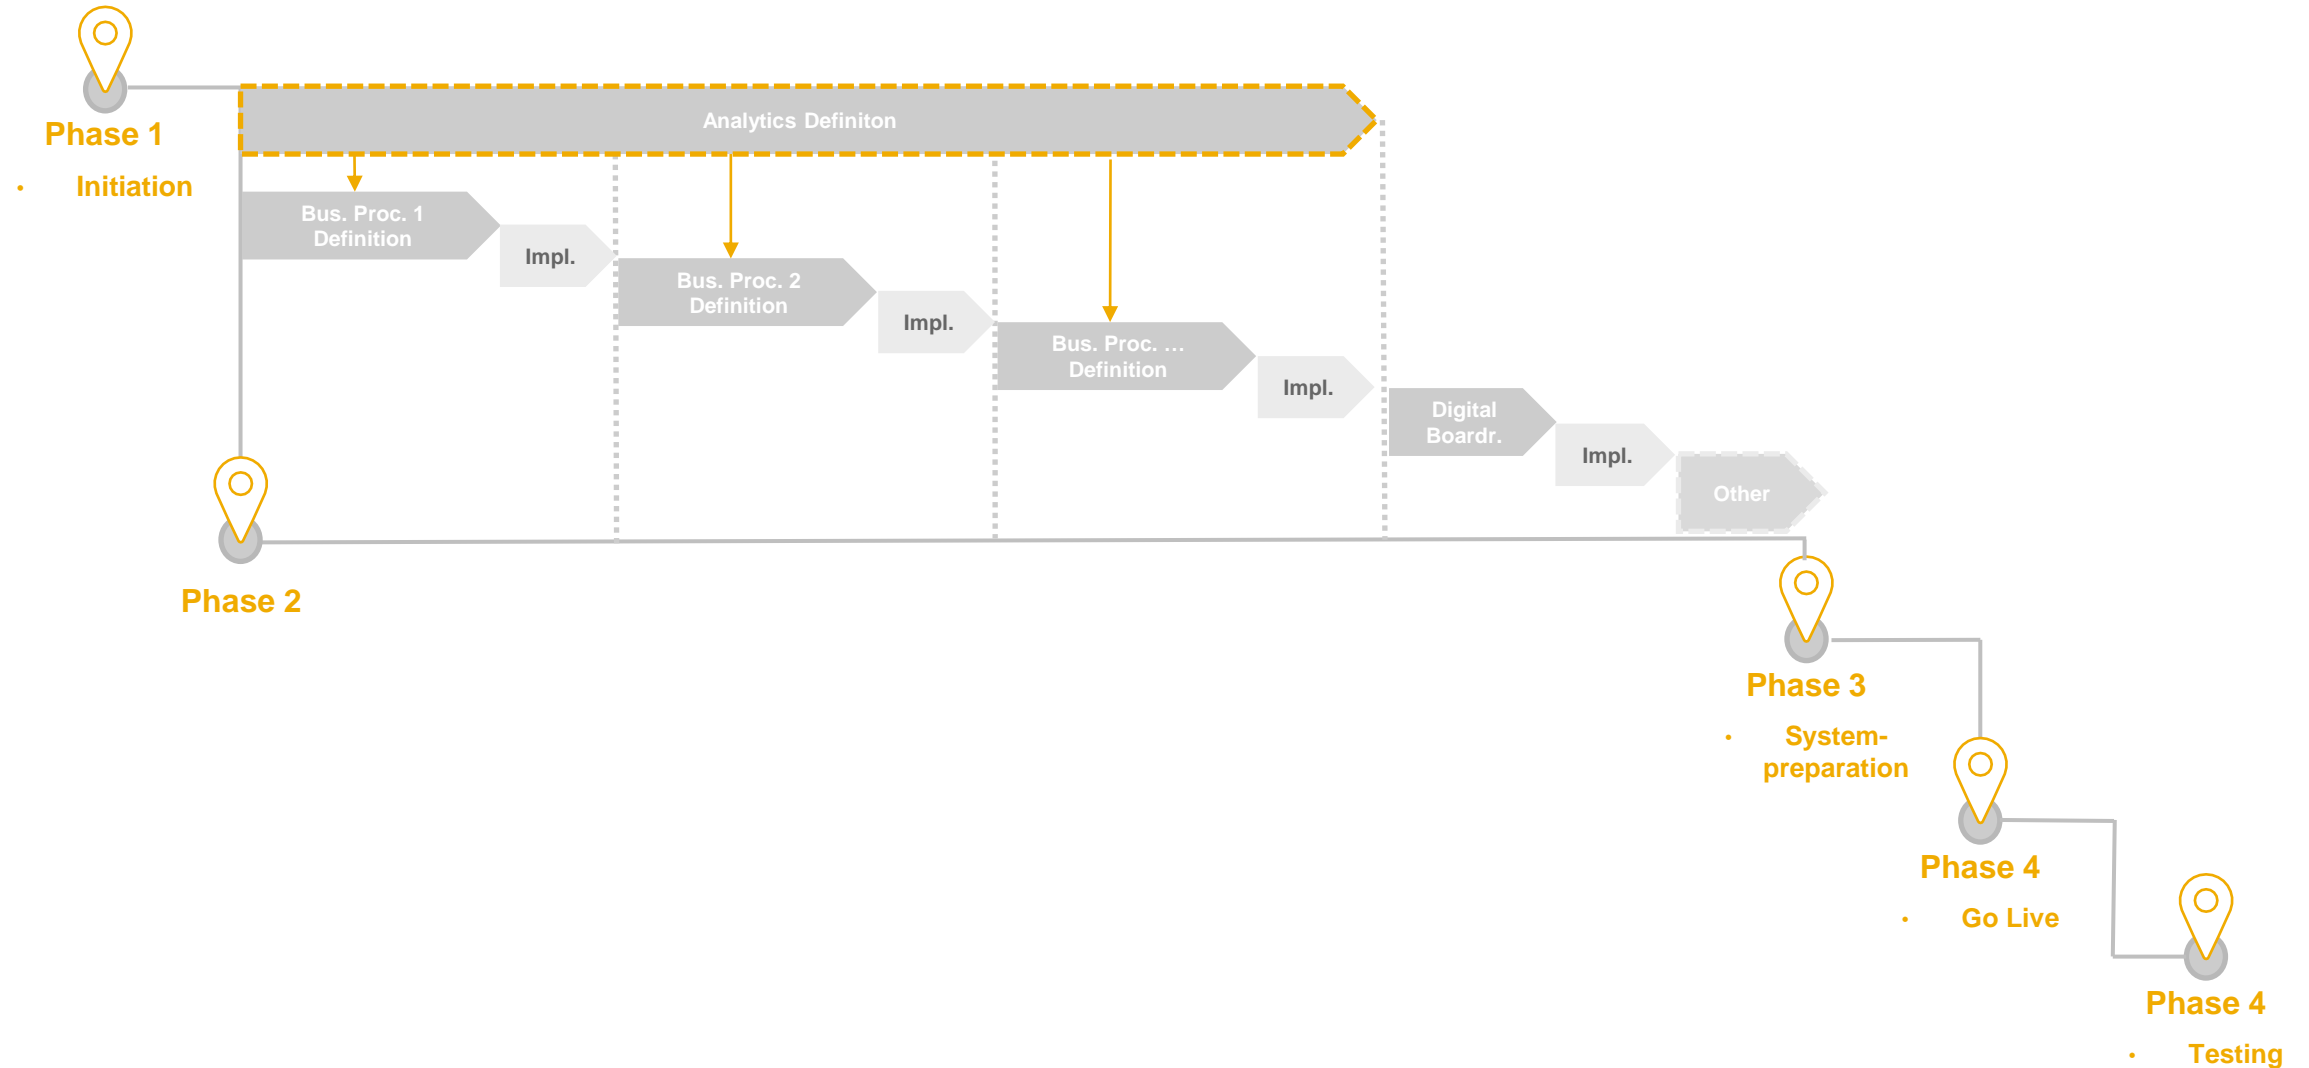 Phase 1
• Initiation
Analytics Definiton
Bus. Proc. 1
Definition
Impl.
Bus. Proc. 2
Definition
Impl.
Bus. Proc. …
Definition
Impl.
Digital
Boardr.
Impl.
Other
Phase 2
Phase 3
• System-
preparation
Phase 4
• Go Live
Phase 4
• Testing